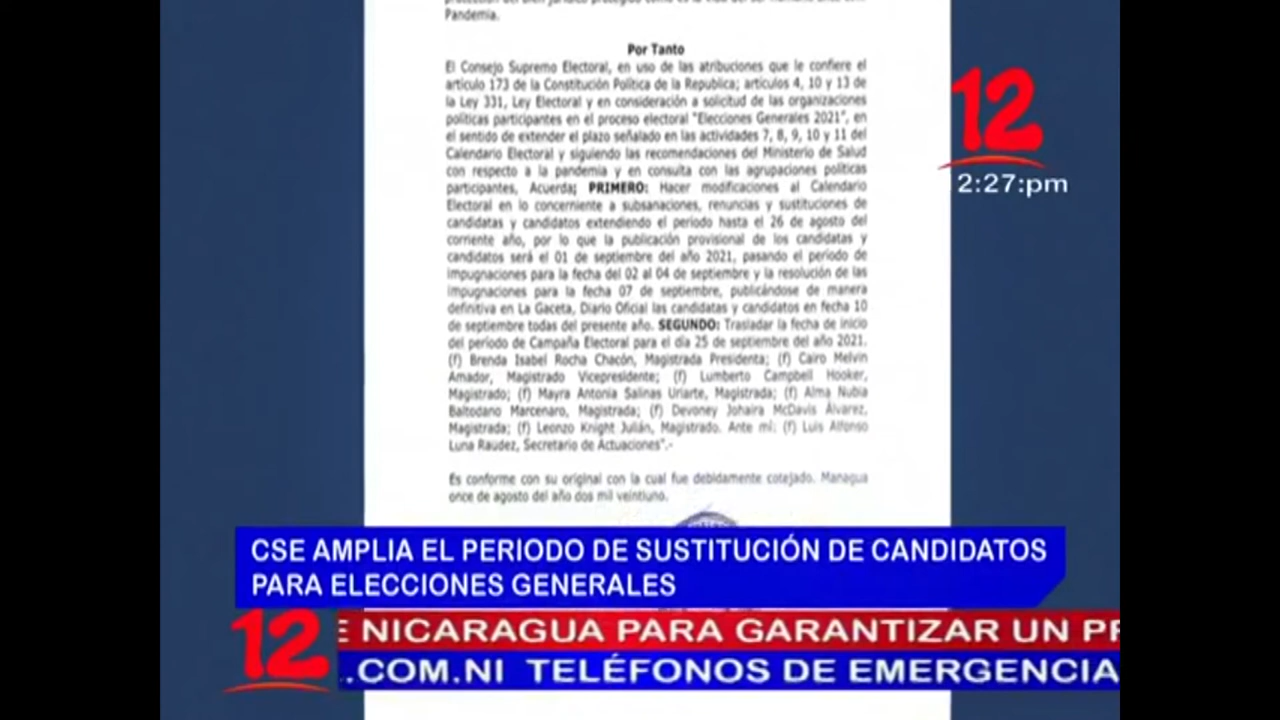 Pandemia.
Por Tanto
El Consejo Supremo Electoral, en uso de las atribuciones que le confiere el
artículo 173 de la Constitución Política de la Republica; artículos 4, 10 y 13 de
la Ley 331, Ley Electoral y en consideración a solicitud de las organizaciones
políticas participantes en el proceso electoral "Elecciones Generales 2021", en
el sentido de extender el plazo señalado en las actividades 7, 8, 9, 10 y 11 del
Calendario Electoral y siguiendo las recomendaciones del Ministerio de Salud
con respecto a la pandemia y en consulta con las agrupaciones políticas
participantes, Acuerda; PRIMERO: Hacer modificaciones al Calendario
Electoral en lo concerniente a subsanaciones, renuncias y sustituciones de
candidatas y candidatos extendiendo el periodo hasta el 26 de agosto del
corriente año, por lo que la publicación provisional de los candidatas y
candidatos será el 01 de septiembre del año 2021, pasando el periodo de
impugnaciones para la fecha del 02 al 04 de septiembre y la resolución de las
impugnaciones para la fecha 07 de septiembre, publicándose de manera
definitiva en La Gaceta, Diario Oficial las candidatas y candidatos en fecha 10
de septiembre todas del presente año. SEGUNDO: Trasladar la fecha de inicio
del período de Campaña Electoral para el día 25 de septiembre del año 2021.
(f) Brenda Isabel Rocha Chacón, Magistrada Presidenta; (f) Cairo Melvin
Amador, Magistrado Vicepresidente; (f) Lumberto Campbell Hooker,
Magistrado; (f) Mayra Antonia Salinas Uriarte, Magistrada; (f) Alma Nubia
Baltodano Marcenaro, Magistrada; (f) Devoney Johaira McDavis Álvarez,
Magistrada; (f) Leonzo Knight Julián, Magistrado. Ante mí; (f) Luis Alfonso
Luna Raudez, Secretario de Actuaciones".-
Es conforme con su original con la cual fue debidamente cotejado. Managua
once de agosto del año dos mil veintiuno.
12
2:27:pm
CSE AMPLIA EL PERIODO DE SUSTITUCIÓN DE CANDIDATOS
PARA ELECCIONES GENERALES
12
E NICARAGUA PARA GARANTIZAR UN PR
.COM.NI TELÉFONOS DE EMERGENCIA